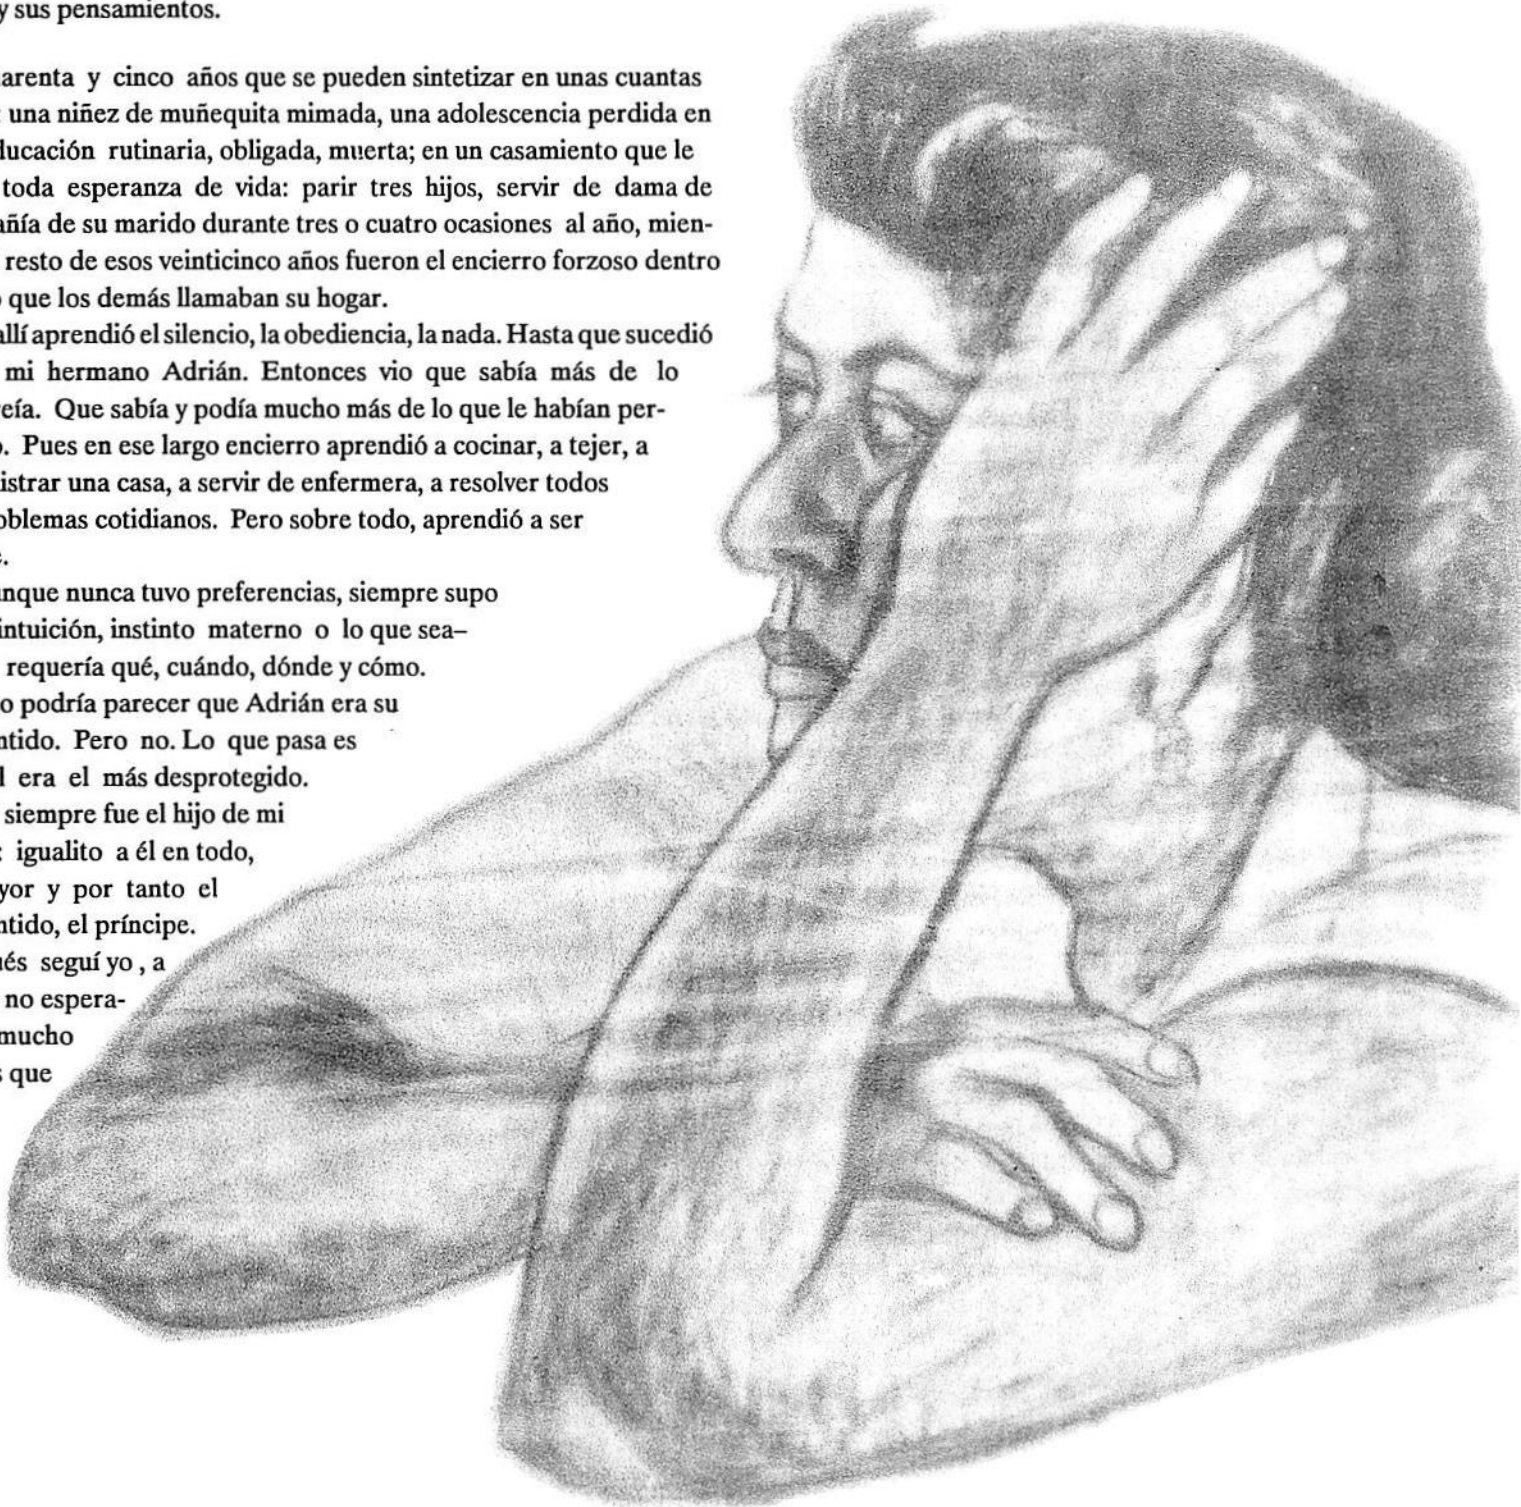 y sus pensamientos.
arenta y cinco años que se pueden sintetizar en unas cuantas
: una niñez de muñequita mimada, una adolescencia perdida en
ducación rutinaria, obligada, muerta; en un casamiento que le
toda esperanza de vida: parir tres hijos, servir de dama de
añía de su marido durante tres o cuatro ocasiones al año, mien-
resto de esos veinticinco años fueron el encierro forzoso dentro
o que los demás llamaban su hogar.
allí aprendió el silencio, la obediencia, la nada. Hasta que sucedió
mi hermano Adrián. Entonces vio que sabía más de lo
eía. Que sabía y podía mucho más de lo que le habían per-
o. Pues en ese largo encierro aprendió a cocinar, a tejer, a
istrar una casa, a servir de enfermera, a resolver todos
oblemas cotidianos. Pero sobre todo, aprendió a ser
e.
unque nunca tuvo preferencias, siempre supo
intuición, instinto materno o lo que sea–
requería qué, cuándo, dónde y cómo.
o podría parecer que Adrián era su
ntido. Pero no. Lo que pasa es
l era el más desprotegido.
siempre fue el hijo de mi
: igualito a él en todo,
yor y por tanto el
ntido, el príncipe.
ués seguí yo , a
no espera-
mucho
s que